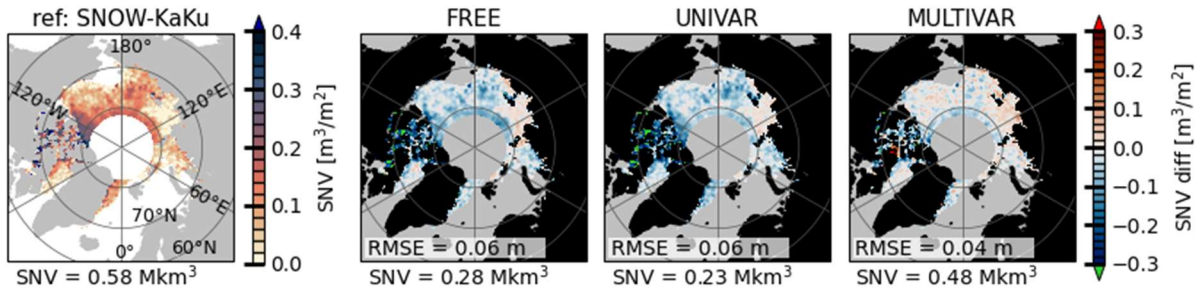 ref: SNOW-KaKu
FREE
UNIVAR
MULTIVAR
180°
120°W
120°E
60°E
70°N
0°
60°N
SNV = 0.58 Mkm³
0.4
0.3
0.2
0.1
0.0
SNV [m³/m²]
RMSE = 0.06 m
SNV = 0.28 Mkm³
RMSE = 0.06 m
SNV = 0.23 Mkm³
RMSE = 0.04 m
SNV = 0.48 Mkm³
0.3
0.2
0.1
0.0
−0.1
−0.2
−0.3
SNV diff [m³/m²]